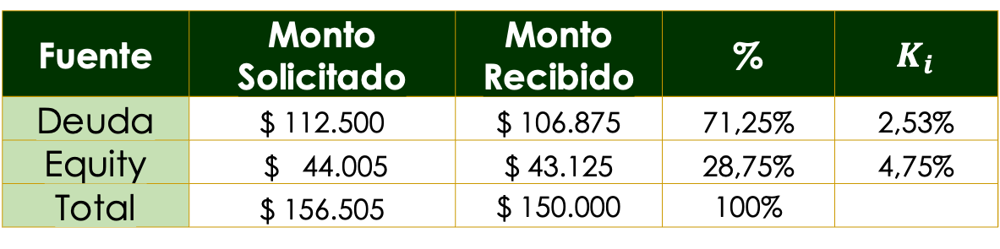 Fuente Monto Solicitado Monto Recibido % Kᵢ
Deuda $ 112.500 $ 106.875 71,25% 2,53%
Equity $ 44.005 $ 43.125 28,75% 4,75%
Total $ 156.505 $ 150.000 100%